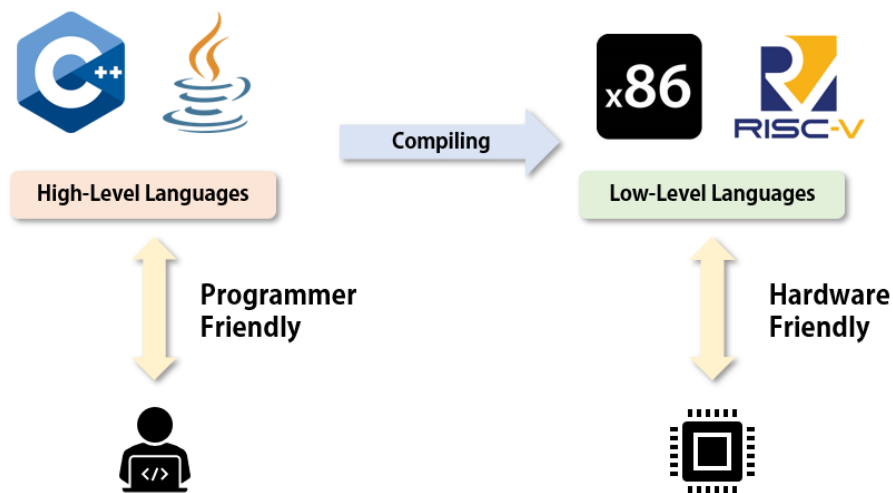 C++
x86
RISC-V
Compiling
High-Level Languages
Low-Level Languages
Programmer
Friendly
Hardware
Friendly
</>